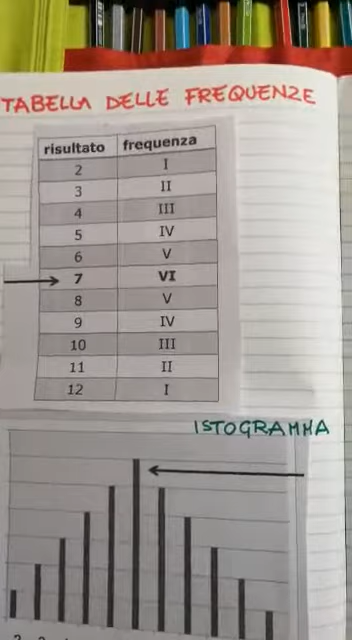 TABELLA DELLE FREQUENZE
risultato frequenza
2 I
3 II
4 III
5 IV
6 V
7 VI
8 V
9 IV
10 III
11 II
12 I
ISTOGRAMMA